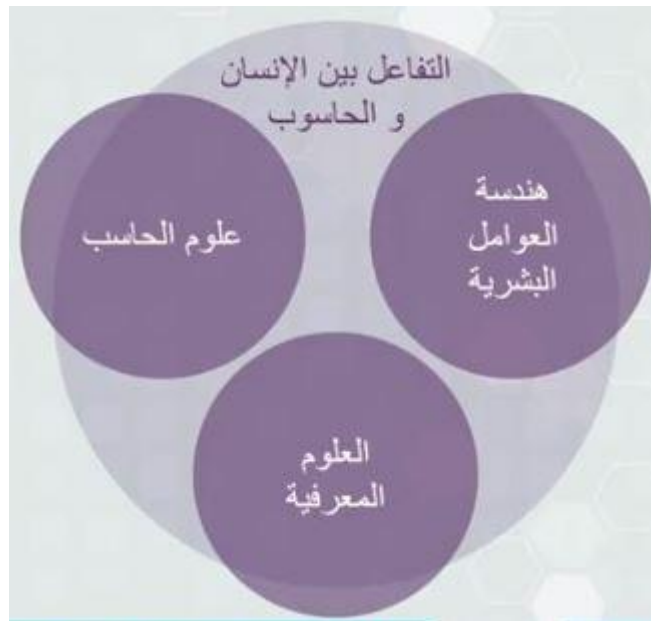 التفاعل بين الإنسان
و الحاسوب
هندسة
العوامل
البشرية
علوم الحاسب
العلوم
المعرفية